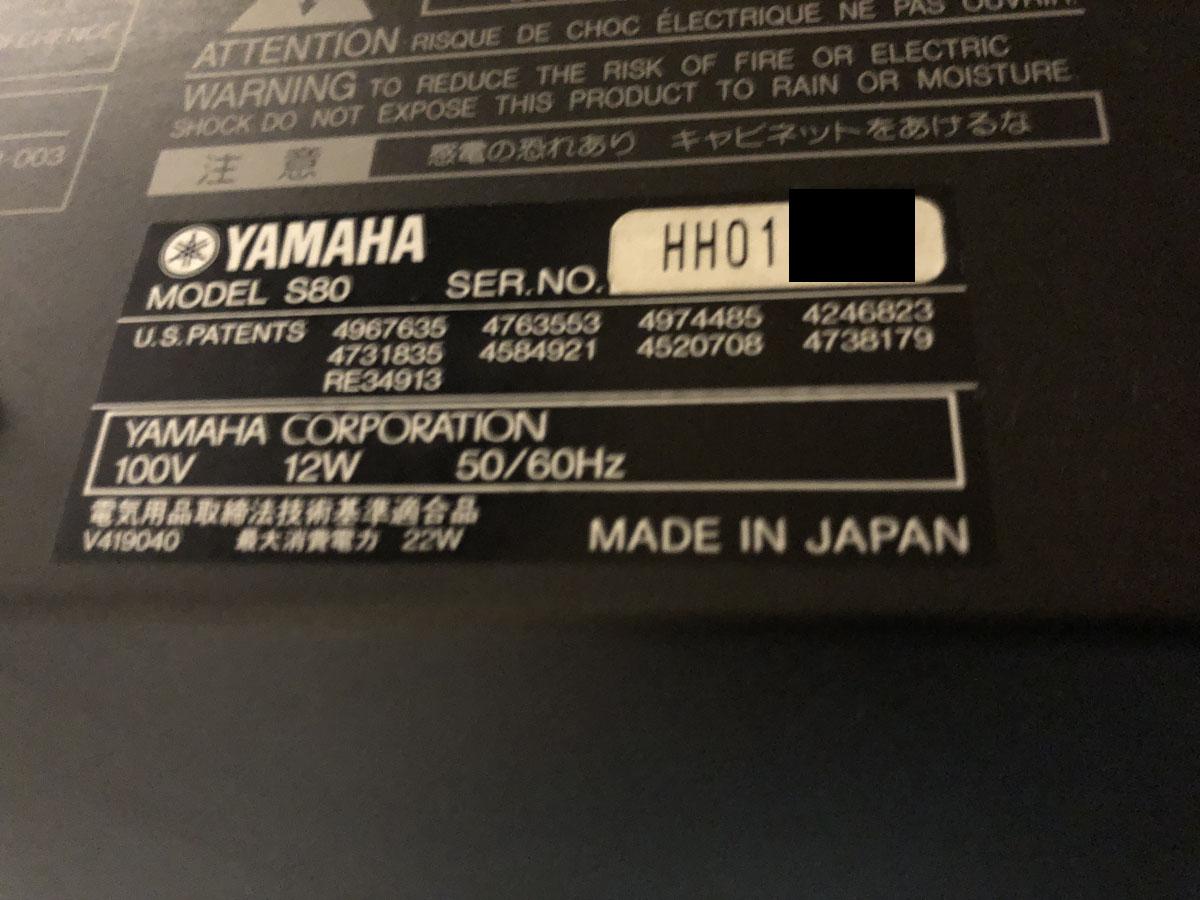 ATTENTION RISQUE DE CHOC ÉLECTRIQUE NE PAS OUVRIR
WARNING TO REDUCE THE RISK OF FIRE OR ELECTRIC
SHOCK DO NOT EXPOSE THIS PRODUCT TO RAIN OR MOISTURE.
-003
注 意 感電の恐れあり キャビネットをあけるな
YAMAHA
MODEL S80 SER.NO. HH01
U.S.PATENTS 4967635 4763553 4974485 4246823
4731835 4584921 4520708 4738179
RE34913
YAMAHA CORPORATION
100V 12W 50/60Hz
電気用品取締法技術基準適合品
V419040 最大消費電力 22W
MADE IN JAPAN